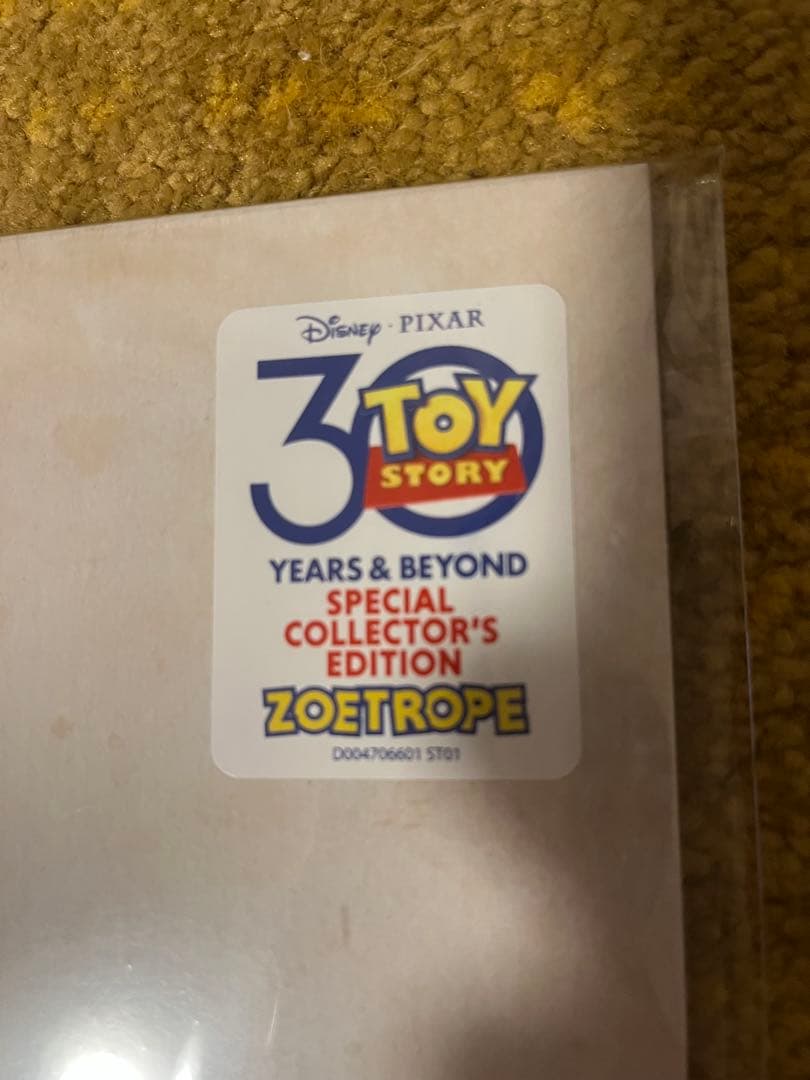 Disney · PIXAR
30
TOY
STORY
YEARS & BEYOND
SPECIAL
COLLECTOR'S
EDITION
ZOETROPE
D004706601 ST01